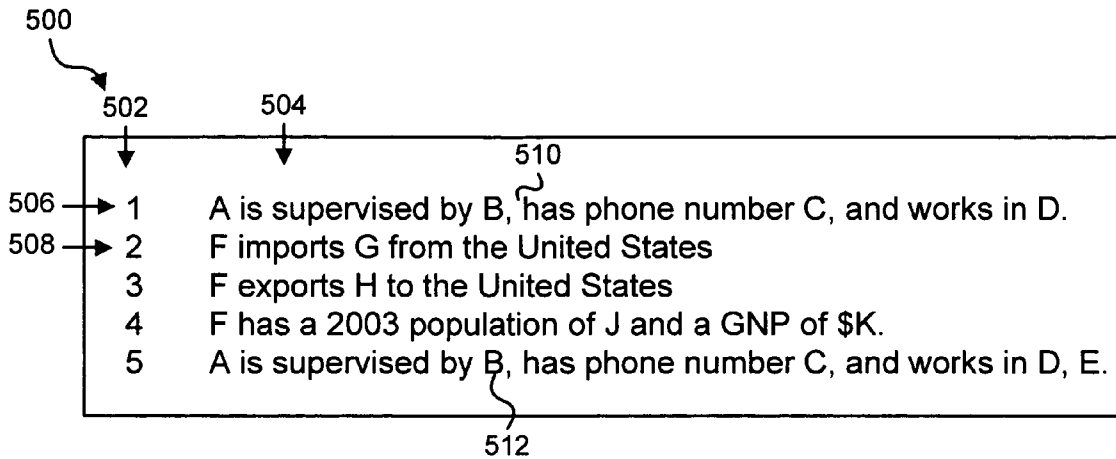 500
502 504
510
506 1 A is supervised by B, has phone number C, and works in D.
508 2 F imports G from the United States
3 F exports H to the United States
4 F has a 2003 population of J and a GNP of $K.
5 A is supervised by B, has phone number C, and works in D, E.
512